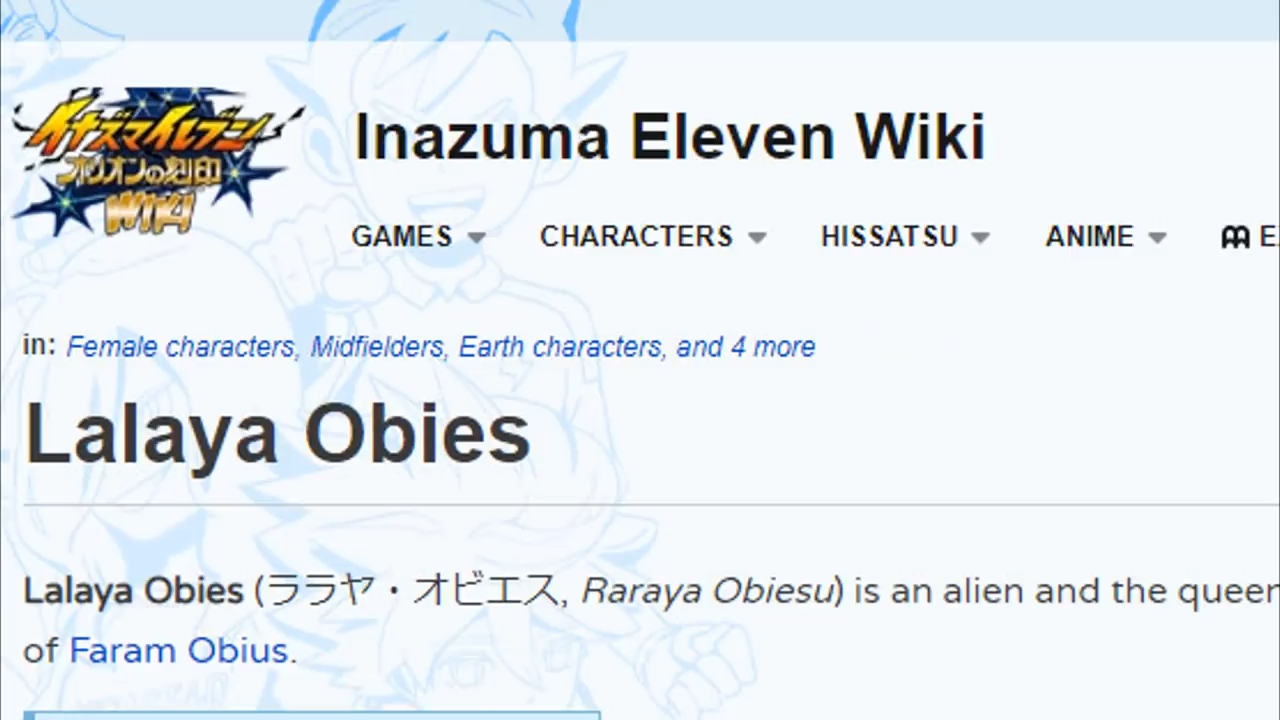 イナズマイレブン
オリオンの刻印
WIKI
Inazuma Eleven Wiki
GAMES CHARACTERS HISSATSU ANIME E
in: Female characters, Midfielders, Earth characters, and 4 more
Lalaya Obies
Lalaya Obies (ララヤ・オビエス, Raraya Obiesu) is an alien and the queen
of Faram Obius.